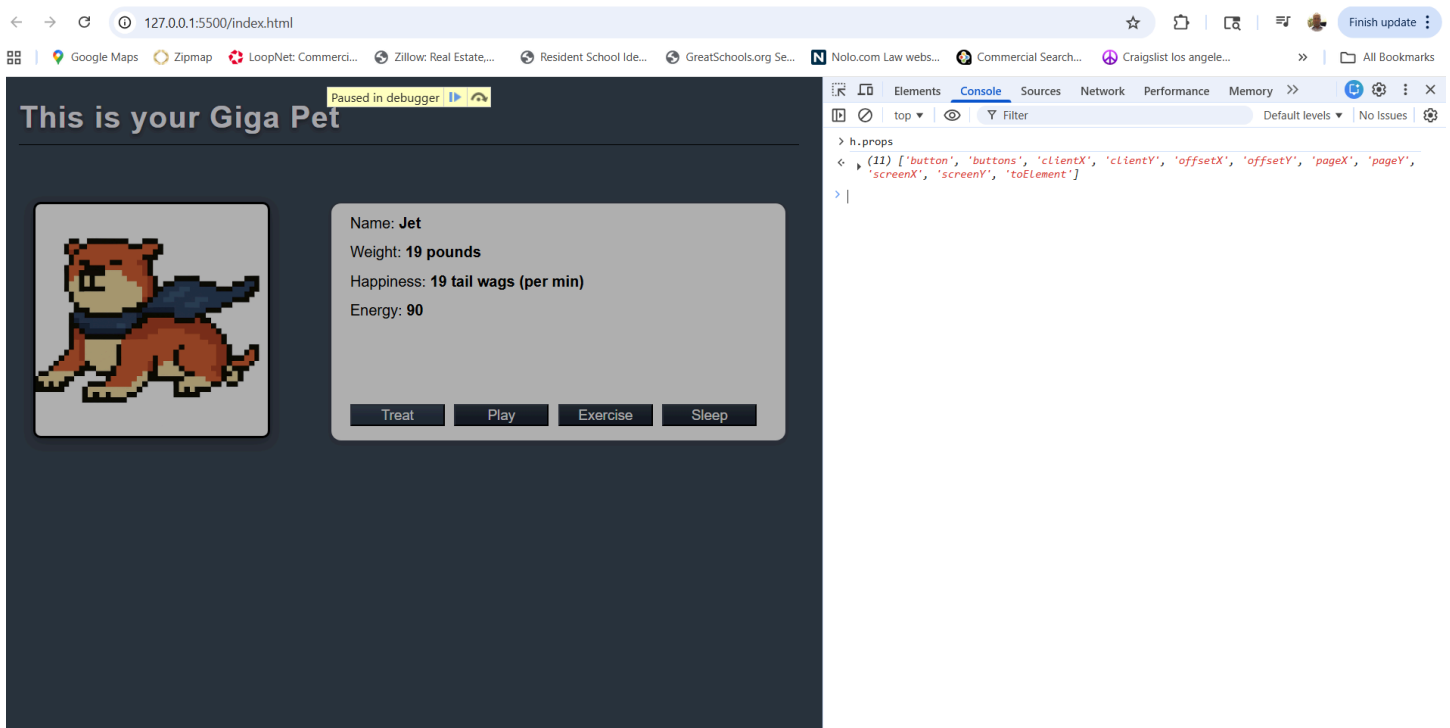 127.0.0.1:5500/index.html
Finish update
Google Maps
Zipmap
LoopNet: Commerci...
Zillow: Real Estate,...
Resident School Ide...
GreatSchools.org Se...
Nolo.com Law webs...
Commercial Search...
Craigslist los angele...
All Bookmarks
Paused in debugger
This is your Giga Pet
Name: Jet
Weight: 19 pounds
Happiness: 19 tail wags (per min)
Energy: 90
Treat
Play
Exercise
Sleep
Elements
Console
Sources
Network
Performance
Memory
top
Filter
Default levels
No Issues
h.props
(11) ['button', 'buttons', 'clientX', 'clientY', 'offsetX', 'offsetY', 'pageX', 'pageY',
'screenX', 'screenY', 'toElement']